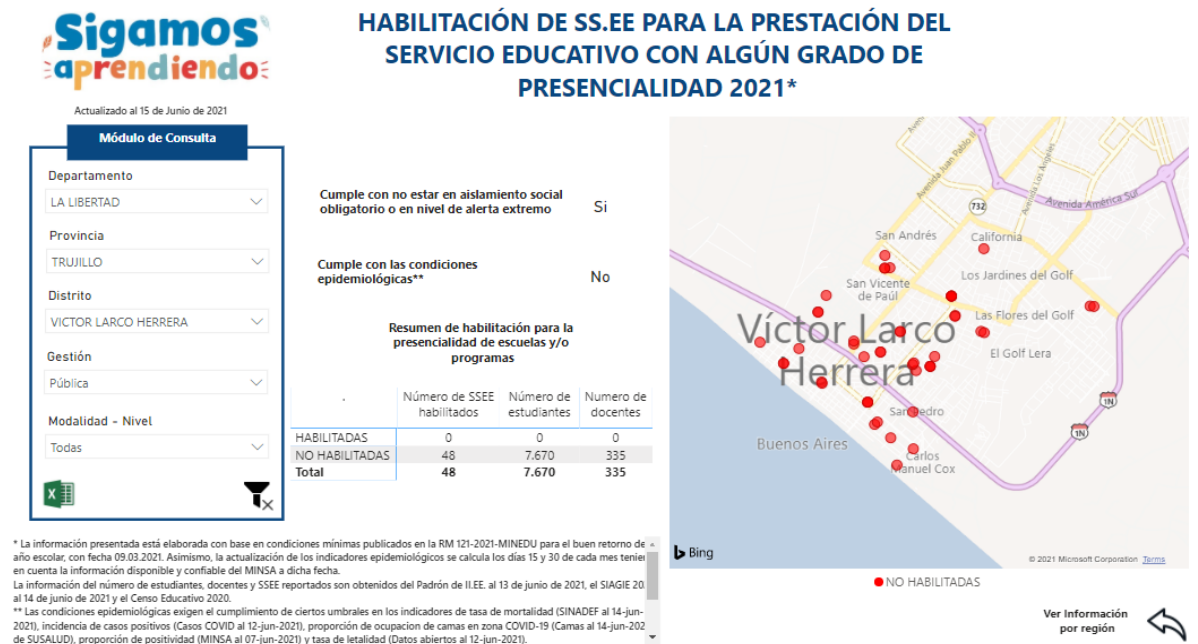 Sigamos
aprendiendo
HABILITACIÓN DE SS.EE PARA LA PRESTACIÓN DEL
SERVICIO EDUCATIVO CON ALGÚN GRADO DE
PRESENCIALIDAD 2021*
Actualizado al 15 de Junio de 2021
Módulo de Consulta
Departamento
LA LIBERTAD
Provincia
TRUJILLO
Distrito
VICTOR LARCO HERRERA
Gestión
Pública
Modalidad - Nivel
Todas
Cumple con no estar en aislamiento social
obligatorio o en nivel de alerta extremo
Si
Cumple con las condiciones
epidemiológicas**
No
Resumen de habilitación para la
presencialidad de escuelas y/o
programas
. Número de SSEE habilitados Número de estudiantes Numero de docentes
HABILITADAS 0 0 0
NO HABILITADAS 48 7.670 335
Total 48 7.670 335
Avenida Juan Pablo II
Avenida Los Ángeles
Avenida América Sur
732
San Andrés
California
San Vicente
de Paúl
Los Jardines del Golf
Las Flores del Golf
Víctor Larco
Herrera
El Golf Lera
San Pedro
1N
1N
Buenos Aires
Carlos
Manuel Cox
Bing
© 2021 Microsoft Corporation Terms
NO HABILITADAS
Ver Información
por región
* La información presentada está elaborada con base en condiciones mínimas publicados en la RM 121-2021-MINEDU para el buen retorno de
año escolar, con fecha 09.03.2021. Asimismo, la actualización de los indicadores epidemiológicos se calcula los días 15 y 30 de cada mes tenien
en cuenta la información disponible y confiable del MINSA a dicha fecha.
La información del número de estudiantes, docentes y SSEE reportados son obtenidos del Padrón de II.EE. al 13 de junio de 2021, el SIAGIE 20
al 14 de junio de 2021 y el Censo Educativo 2020.
** Las condiciones epidemiológicas exigen el cumplimiento de ciertos umbrales en los indicadores de tasa de mortalidad (SINADEF al 14-jun-
2021), incidencia de casos positivos (Casos COVID al 12-jun-2021), proporción de ocupacion de camas en zona COVID-19 (Camas al 14-jun-202
de SUSALUD), proporción de positividad (MINSA al 07-jun-2021) y tasa de letalidad (Datos abiertos al 12-jun-2021).